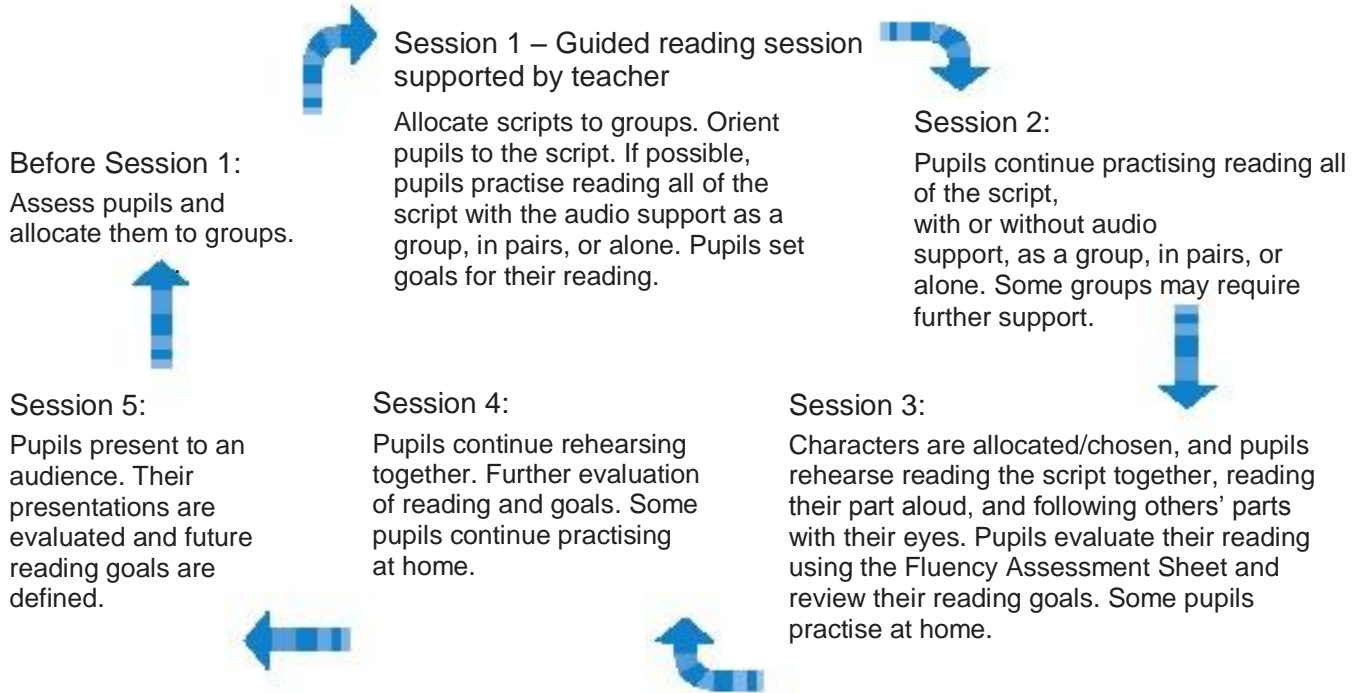 Before Session 1:
Assess pupils and
allocate them to groups.
Session 1 – Guided reading session
supported by teacher
Allocate scripts to groups. Orient
pupils to the script. If possible,
pupils practise reading all of the
script with the audio support as a
group, in pairs, or alone. Pupils set
goals for their reading.
Session 2:
Pupils continue practising reading all
of the script,
with or without audio
support, as a group, in pairs, or
alone. Some groups may require
further support.
Session 3:
Characters are allocated/chosen, and pupils
rehearse reading the script together, reading
their part aloud, and following others’ parts
with their eyes. Pupils evaluate their reading
using the Fluency Assessment Sheet and
review their reading goals. Some pupils
practise at home.
Session 4:
Pupils continue rehearsing
together. Further evaluation
of reading and goals. Some
pupils continue practising
at home.
Session 5:
Pupils present to an
audience. Their
presentations are
evaluated and future
reading goals are
defined.